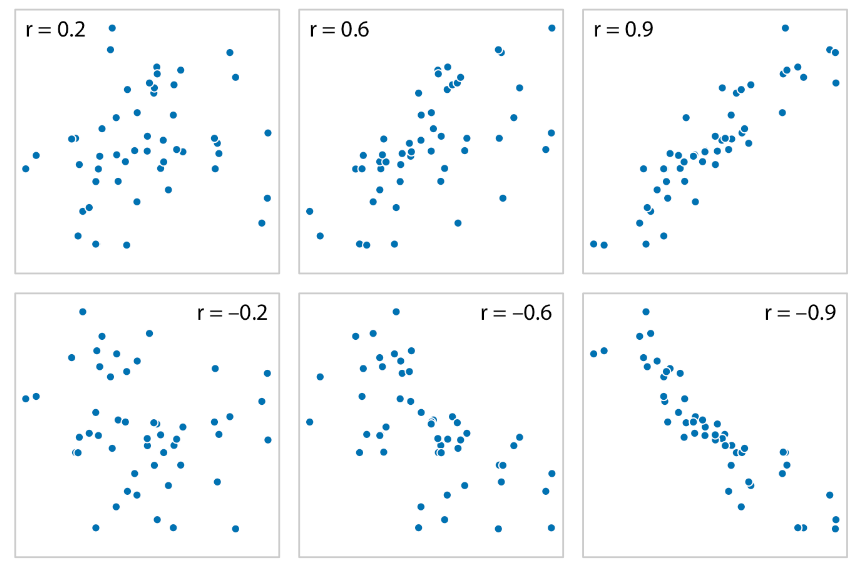 r = 0.2
r = 0.6
r = 0.9
r = –0.2
r = –0.6
r = –0.9